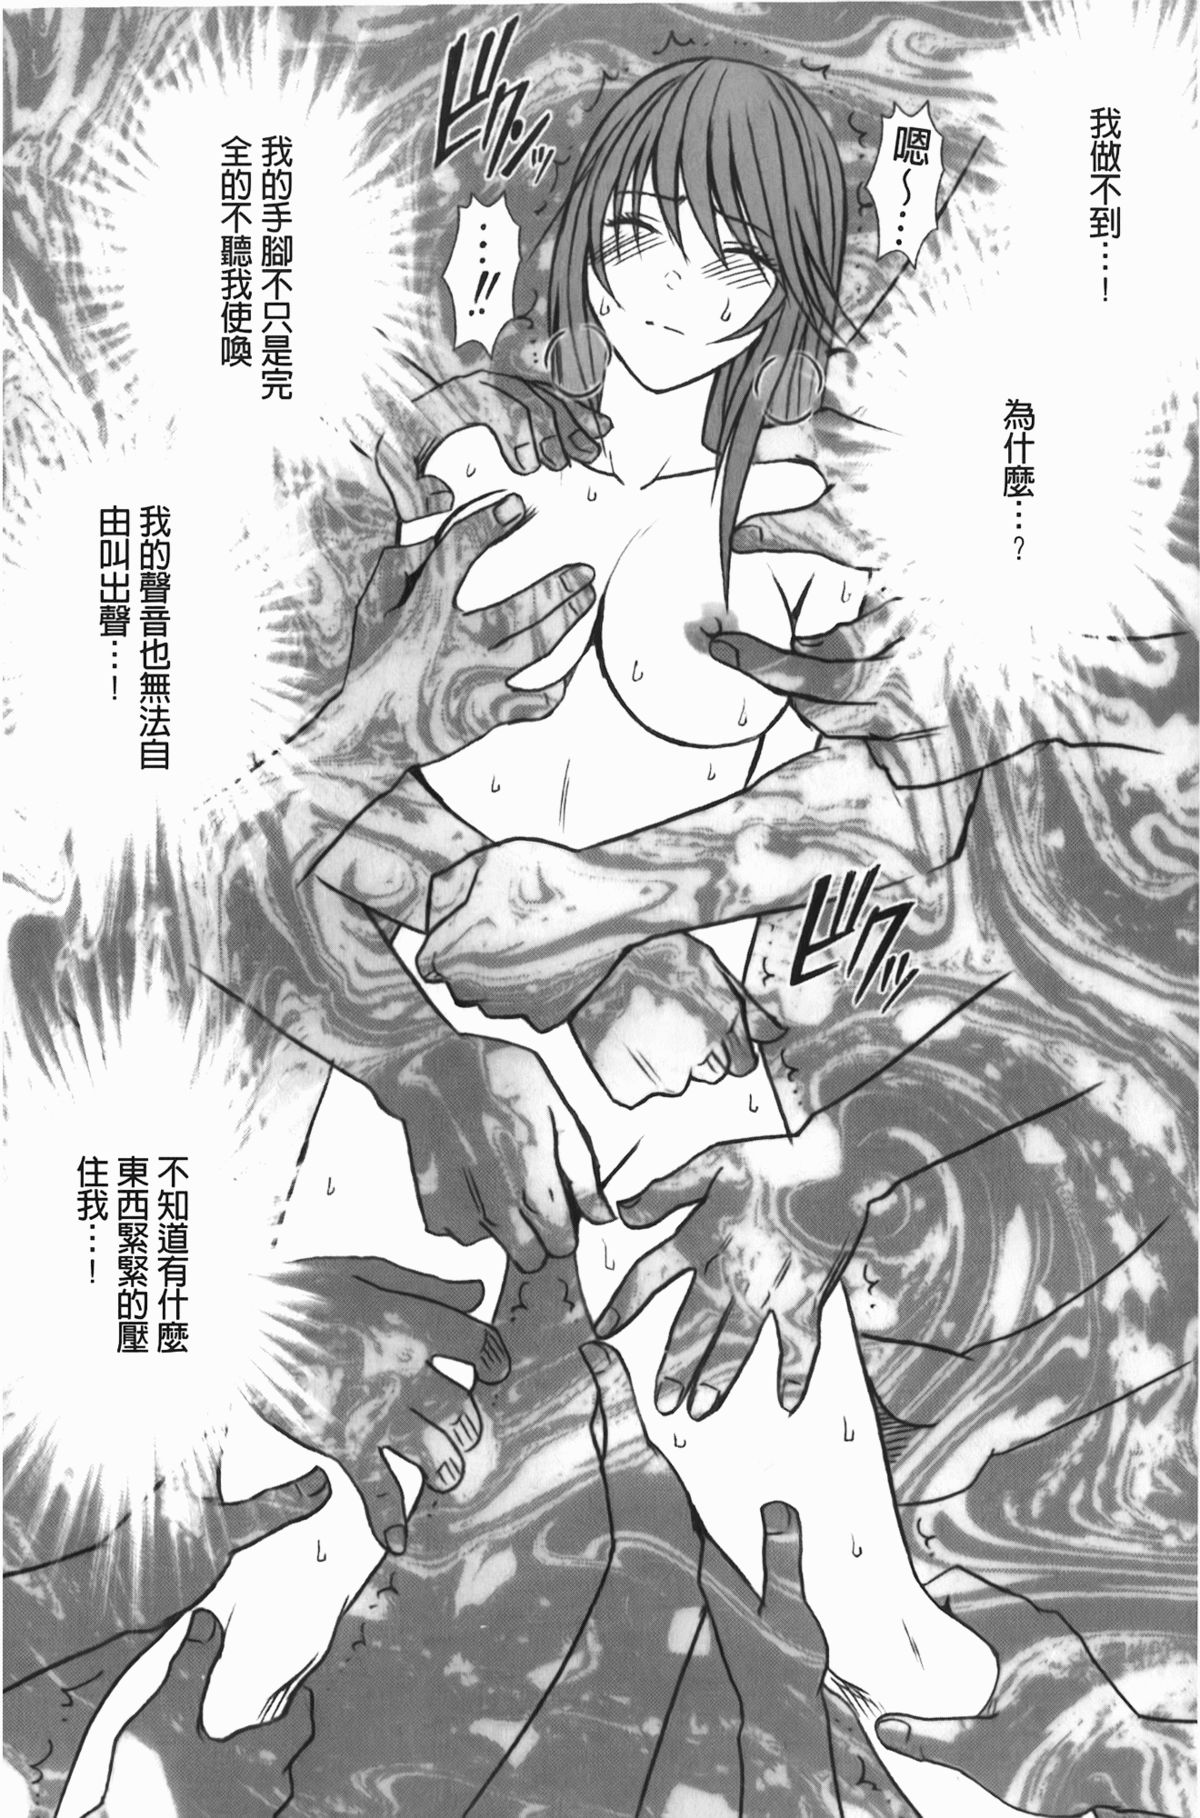 我做不到…！
為什麼…？
嗯～…
ビクンッ
…!!
我的手腳不只是完
全的不聽我使喚
我的聲音也無法自
由叫出聲…！
ビクッ
不知道有什麼
東西緊緊的壓
住我…！